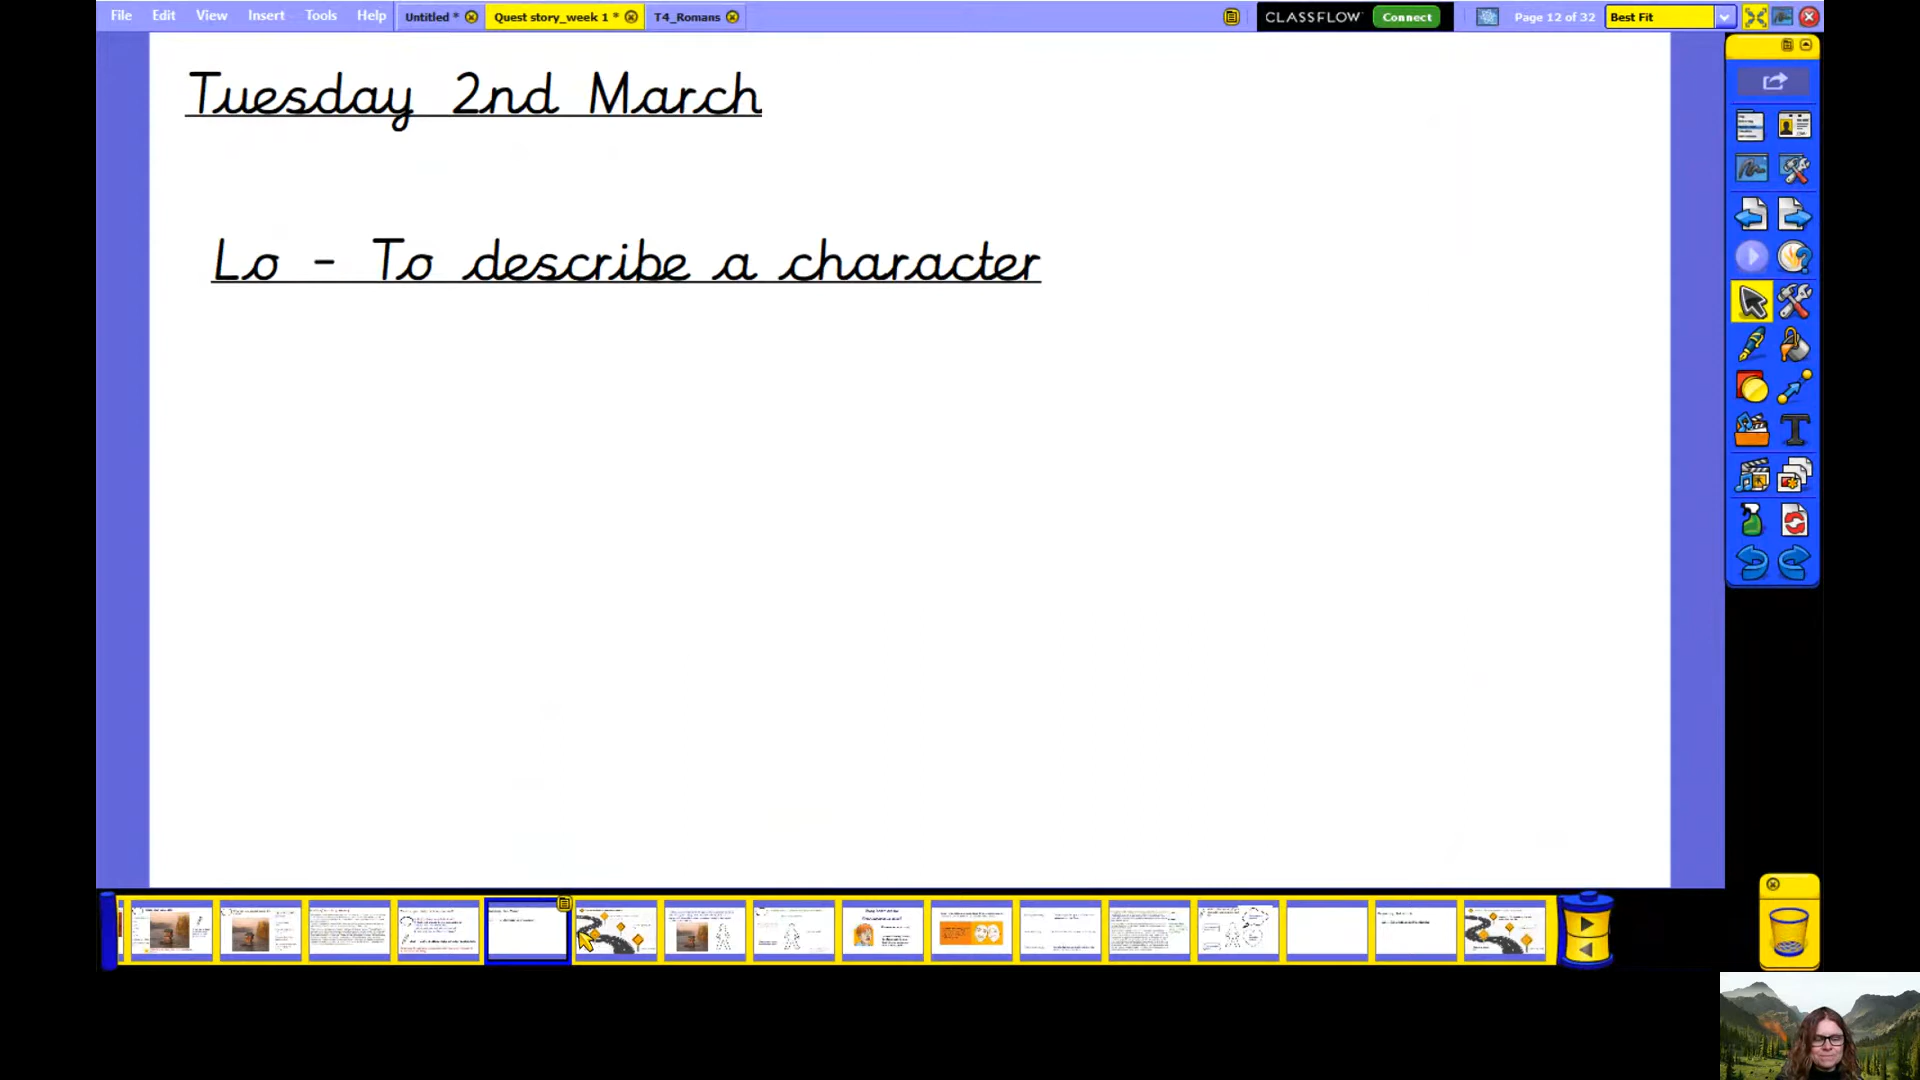 File Edit View Insert Tools Help Untitled * Quest story_week 1 * T4_Romans CLASSFLOW Connect Page 12 of 32 Best Fit
Tuesday 2nd March
Lo - To describe a character